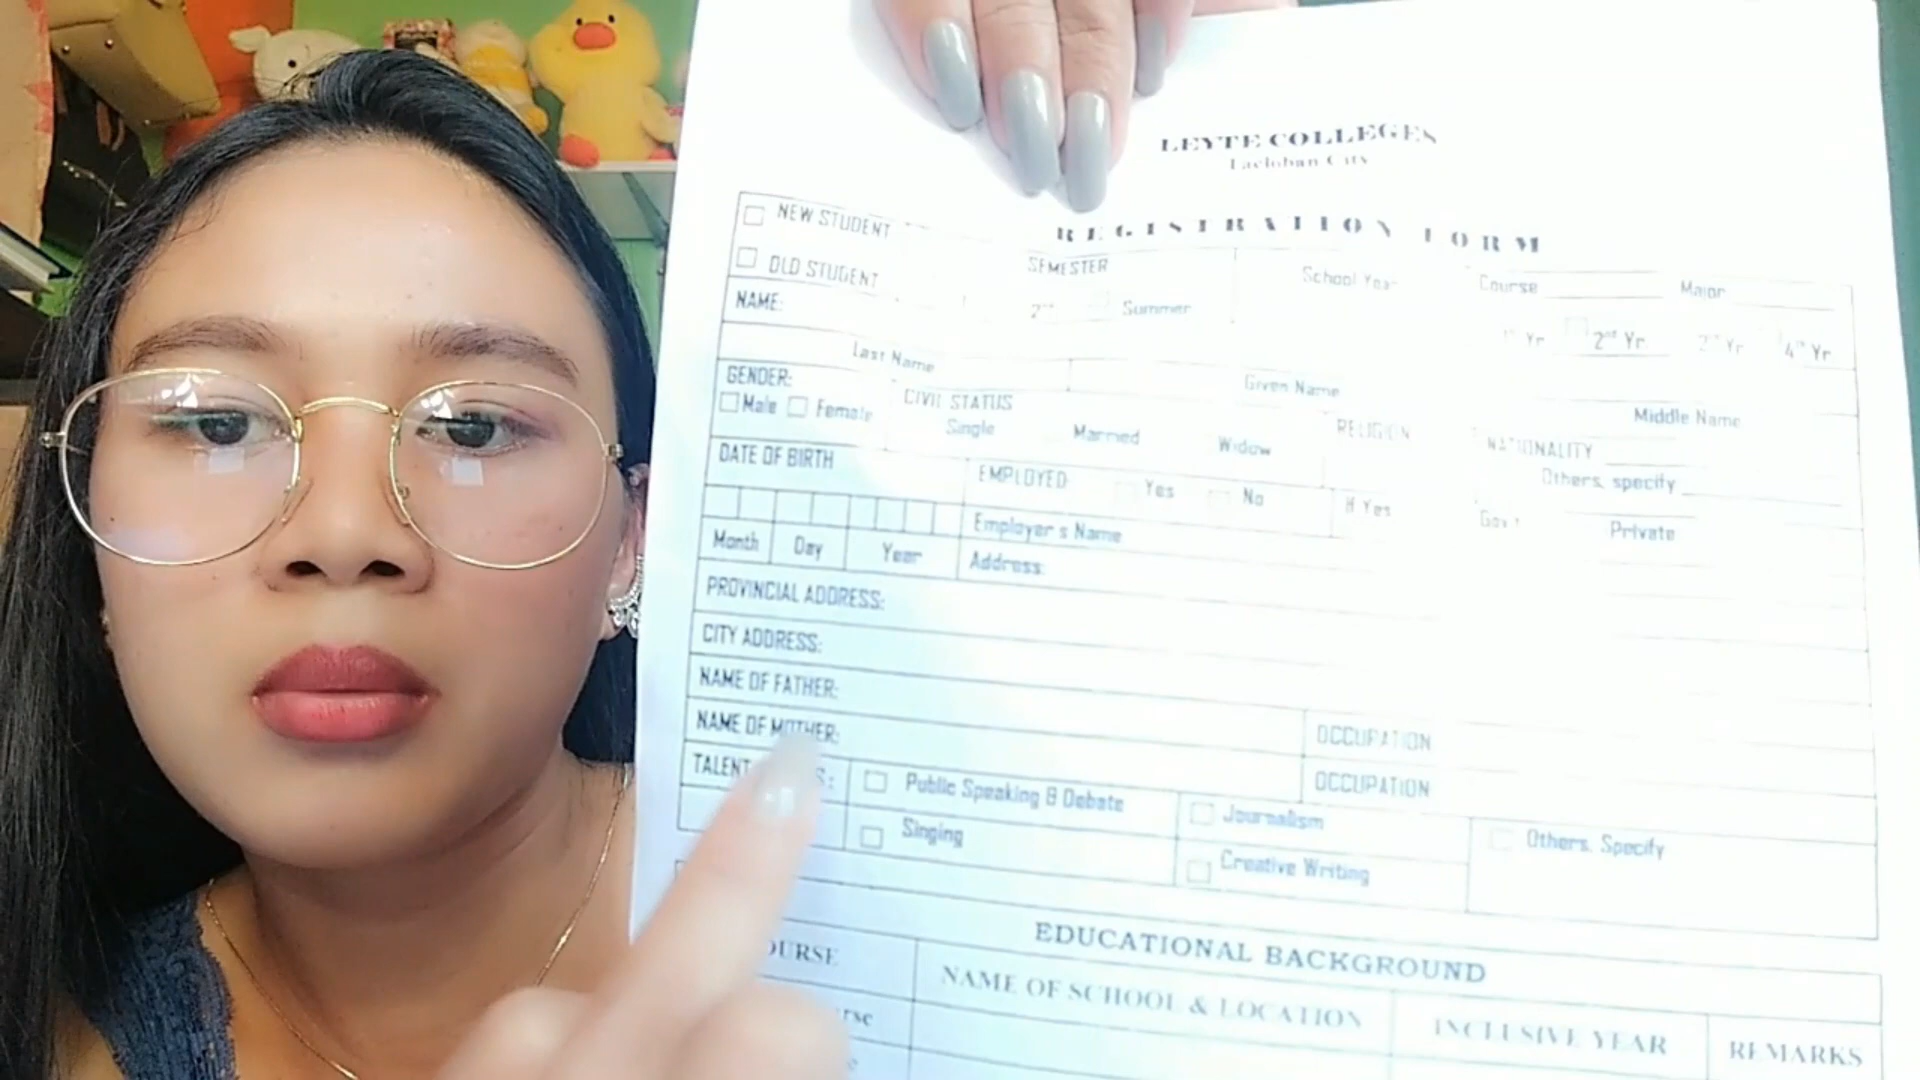 LEYTE COLLEGES
Tacloban City
REGISTRATION FORM
NEW STUDENT
OLD STUDENT
SEMESTER
2nd Summer
School Year
Course Major
2nd Yr 4th Yr
NAME:
Last Name Given Name Middle Name
GENDER:
Male Female
CIVIL STATUS
Single Married Widow
RELIGION
NATIONALITY
Others, specify
DATE OF BIRTH
Month Day Year
EMPLOYED Yes No If Yes Gov't Private
Employer's Name
Address:
PROVINCIAL ADDRESS:
CITY ADDRESS:
NAME OF FATHER: OCCUPATION
NAME OF MOTHER: OCCUPATION
TALENT
Public Speaking & Debate Journalism Others, Specify
Singing Creative Writing
EDUCATIONAL BACKGROUND
NAME OF SCHOOL & LOCATION INCLUSIVE YEAR REMARKS